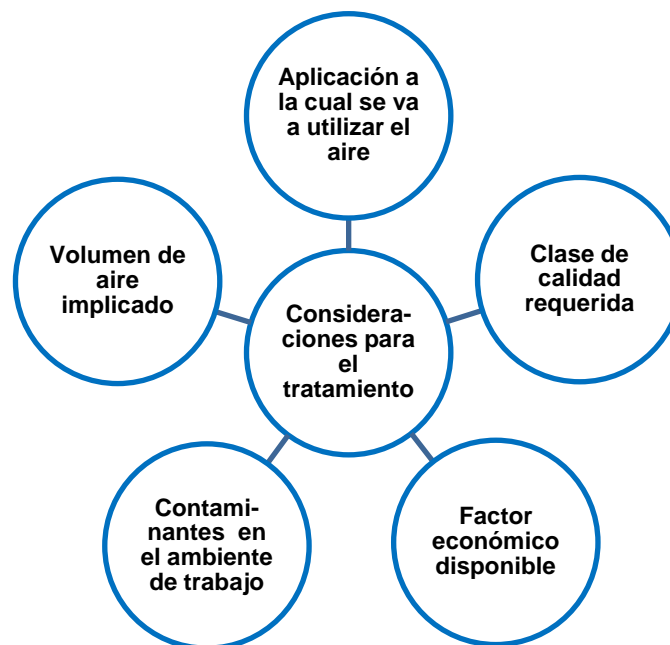 Aplicación a
la cual se va
a utilizar el
aire
Volumen de
aire
implicado
Clase de
calidad
requerida
Considera-
ciones para
el
tratamiento
Contami-
nantes en
el ambiente
de trabajo
Factor
económico
disponible